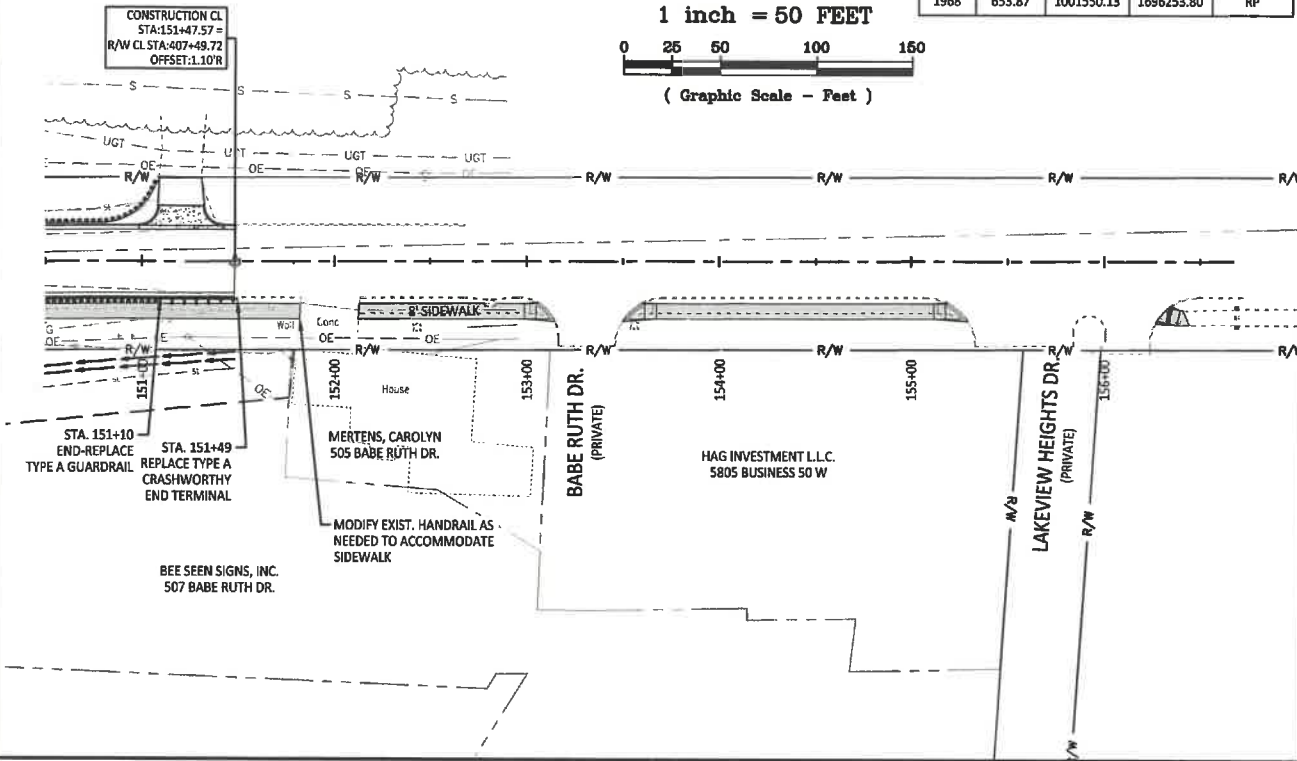 CONSTRUCTION CL
STA:151+47.57 =
R/W CL STA:407+49.72
OFFSET:1.10'R
1 inch = 50 FEET
0 25 50 100 150
( Graphic Scale - Feet )
1968 653.87 1001550.13 1696253.80 RP
S S S S
UGT UGT UGT UGT
OE OE OE
R/W R/W R/W R/W R/W R/W
8' SIDEWALK
Wall
Conc
G
OE E OE OE
R/W R/W R/W R/W R/W R/W
151+00
152+00
153+00
154+00
155+00
156+00
OE
House
STA. 151+10
END-REPLACE
TYPE A GUARDRAIL
STA. 151+49
REPLACE TYPE A
CRASHWORTHY
END TERMINAL
MERTENS, CAROLYN
505 BABE RUTH DR.
BABE RUTH DR.
(PRIVATE)
HAG INVESTMENT L.L.C.
5805 BUSINESS 50 W
R/W
LAKEVIEW HEIGHTS DR.
(PRIVATE)
R/W
MODIFY EXIST. HANDRAIL AS
NEEDED TO ACCOMMODATE
SIDEWALK
BEE SEEN SIGNS, INC.
507 BABE RUTH DR.
R/W